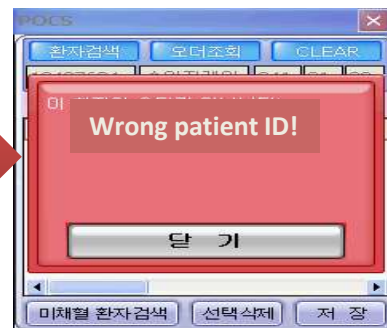 POCS
환자검색 오더조회 CLEAR
Wrong patient ID!
닫 기
미채혈 환자검색 선택삭제 저 장